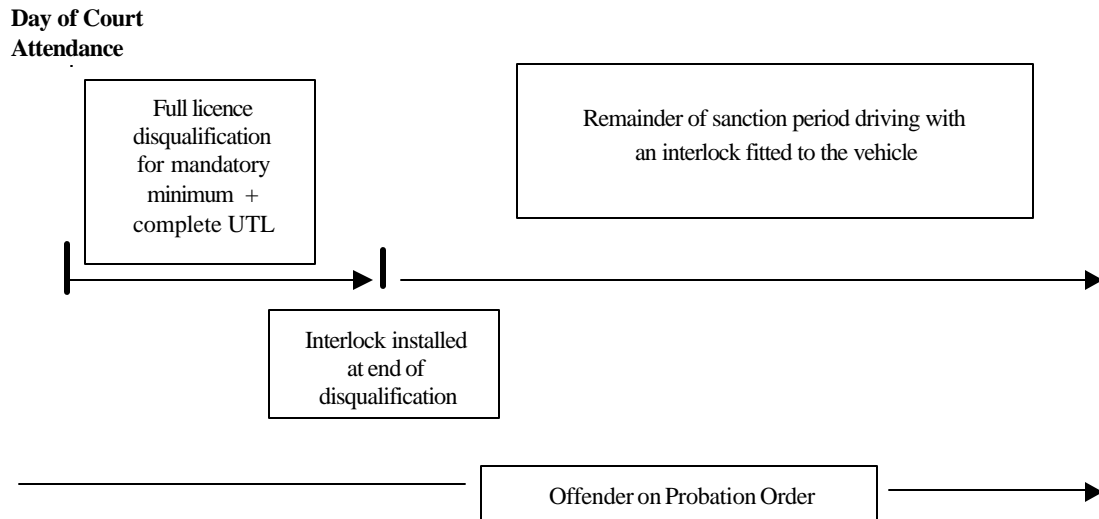 Day of Court
Attendance
Full licence
disqualification
for mandatory
minimum +
complete UTL
Remainder of sanction period driving with
an interlock fitted to the vehicle
Interlock installed
at end of
disqualification
Offender on Probation Order